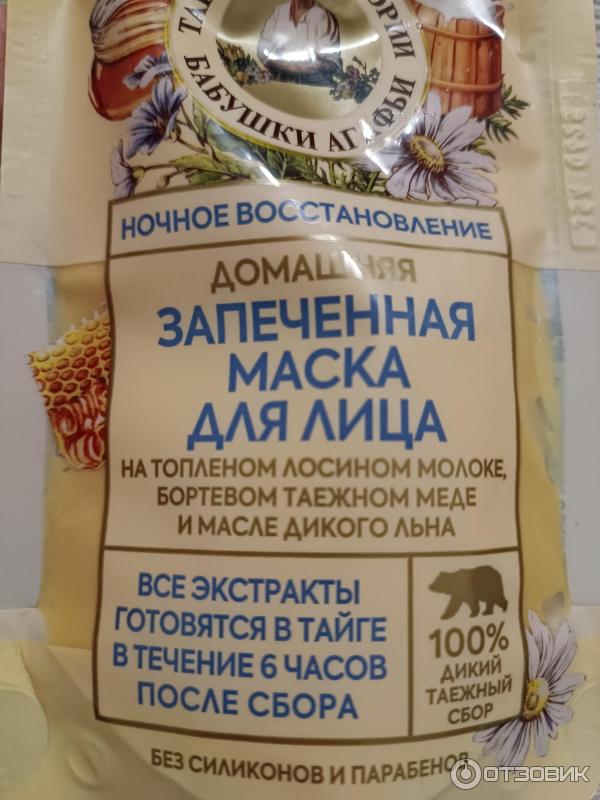 БАБУШКИ АГАФЬИ
НОЧНОЕ ВОССТАНОВЛЕНИЕ
ДОМАШНЯЯ
ЗАПЕЧЕННАЯ
МАСКА
ДЛЯ ЛИЦА
НА ТОПЛЕНОМ ЛОСИНОМ МОЛОКЕ,
БОРТЕВОМ ТАЕЖНОМ МЕДЕ
И МАСЛЕ ДИКОГО ЛЬНА
ВСЕ ЭКСТРАКТЫ
ГОТОВЯТСЯ В ТАЙГЕ
В ТЕЧЕНИЕ 6 ЧАСОВ
ПОСЛЕ СБОРА
100%
ДИКИЙ
ТАЕЖНЫЙ
СБОР
БЕЗ СИЛИКОНОВ И ПАРАБЕНОВ
ОТЗОВИК